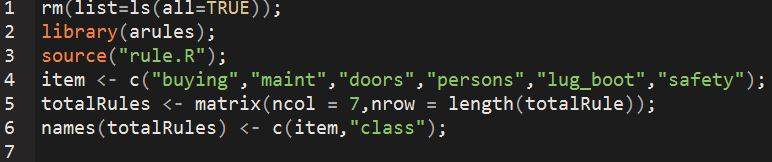 1 rm(list=ls(all=TRUE));
2 library(arules);
3 source("rule.R");
4 item <- c("buying","maint","doors","persons","lug_boot","safety");
5 totalRules <- matrix(ncol = 7,nrow = length(totalRule));
6 names(totalRules) <- c(item,"class");
7